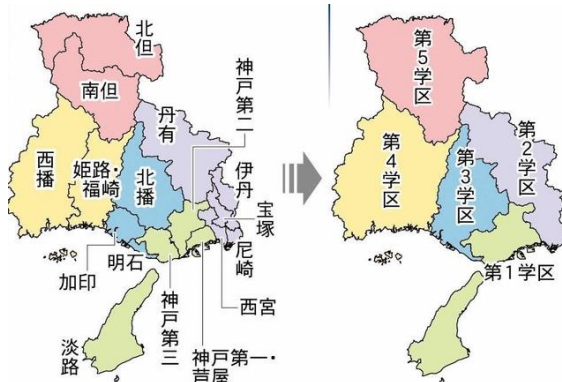 北但
南但
神戸第二
丹有
西播
姫路・
福崎
北播
伊丹
宝塚
尼崎
加印
明石
神戸第三
西宮
神戸第一・
芦屋
淡路
第5学区
第4学区
第3学区
第2学区
第1学区